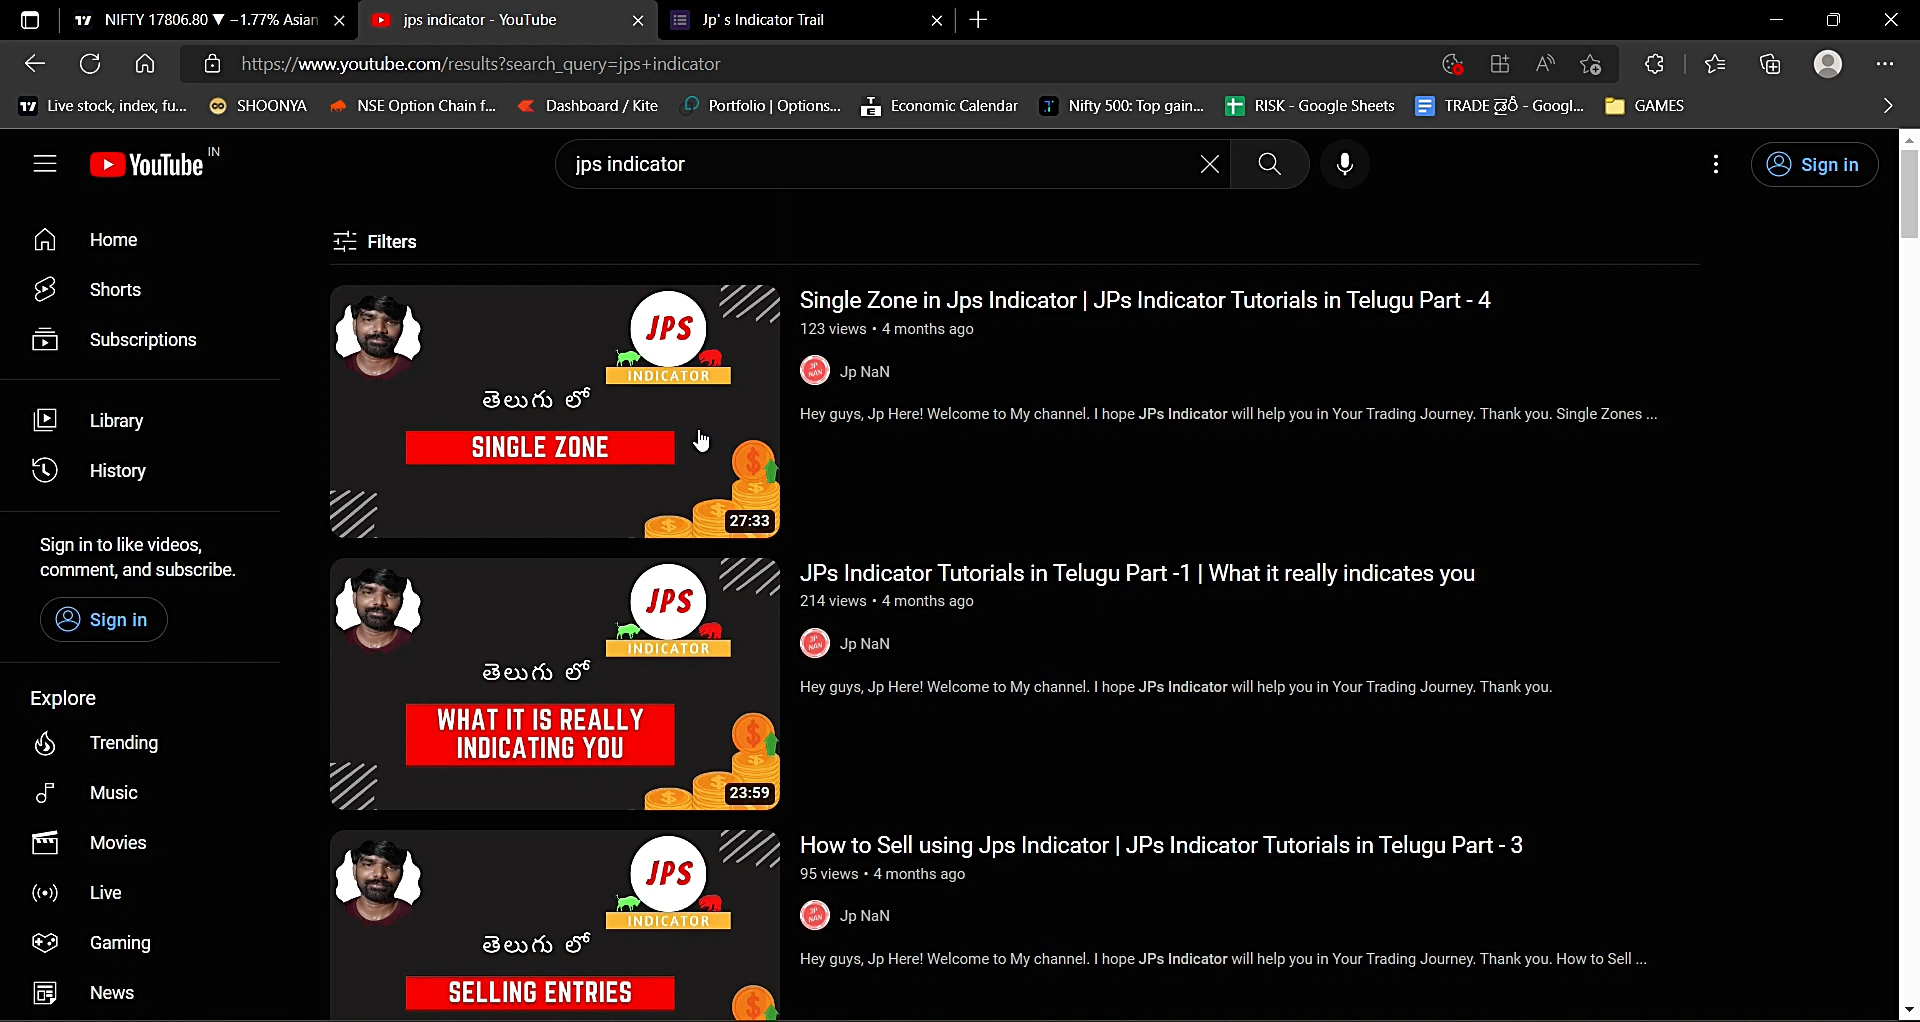 NIFTY 17806.80 ▼ −1.77% Asian
jps indicator - YouTube
Jp' s Indicator Trail
https://www.youtube.com/results?search_query=jps+indicator
Live stock, index, fu...
SHOONYA
NSE Option Chain f...
Dashboard / Kite
Portfolio | Options...
Economic Calendar
Nifty 500: Top gain...
RISK - Google Sheets
TRADE డైరీ - Googl...
GAMES
YouTube IN
jps indicator
Sign in
Home
Shorts
Subscriptions
Library
History
Sign in to like videos,
comment, and subscribe.
Sign in
Explore
Trending
Music
Movies
Live
Gaming
News
Filters
JPS
INDICATOR
తెలుగు లో
SINGLE ZONE
27:33
Single Zone in Jps Indicator | JPs Indicator Tutorials in Telugu Part - 4
123 views • 4 months ago
JP NAN
Jp NaN
Hey guys, Jp Here! Welcome to My channel. I hope JPs Indicator will help you in Your Trading Journey. Thank you. Single Zones ...
JPS
INDICATOR
తెలుగు లో
WHAT IT IS REALLY
INDICATING YOU
23:59
JPs Indicator Tutorials in Telugu Part -1 | What it really indicates you
214 views • 4 months ago
JP NAN
Jp NaN
Hey guys, Jp Here! Welcome to My channel. I hope JPs Indicator will help you in Your Trading Journey. Thank you.
JPS
INDICATOR
తెలుగు లో
SELLING ENTRIES
How to Sell using Jps Indicator | JPs Indicator Tutorials in Telugu Part - 3
95 views • 4 months ago
JP NAN
Jp NaN
Hey guys, Jp Here! Welcome to My channel. I hope JPs Indicator will help you in Your Trading Journey. Thank you. How to Sell ...